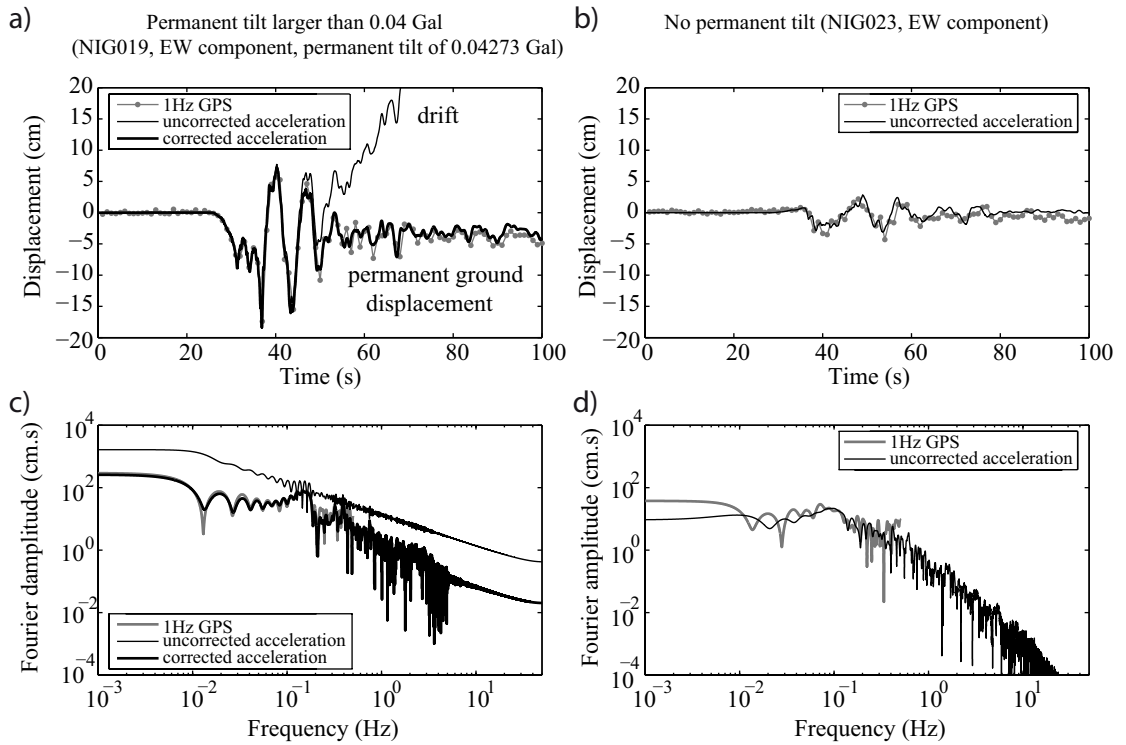 a)
Permanent tilt larger than 0.04 Gal
(NIG019, EW component, permanent tilt of 0.04273 Gal)
20
15
10
5
0
−5
−10
−15
−20
Displacement (cm)
1Hz GPS
uncorrected acceleration
corrected acceleration
drift
permanent ground
displacement
0 20 40 60 80 100
Time (s)
b)
No permanent tilt (NIG023, EW component)
20
15
10
5
0
−5
−10
−15
−20
Displacement (cm)
1Hz GPS
uncorrected acceleration
0 20 40 60 80 100
Time (s)
c)
10^4
10^2
10^0
10^−2
10^−4
Fourier damplitude (cm.s)
1Hz GPS
uncorrected acceleration
corrected acceleration
10^−3 10^−2 10^−1 10^0 10^1
Frequency (Hz)
d)
10^4
10^2
10^0
10^−2
10^−4
Fourier amplitude (cm.s)
1Hz GPS
uncorrected acceleration
10^−3 10^−2 10^−1 10^0 10^1
Frequency (Hz)